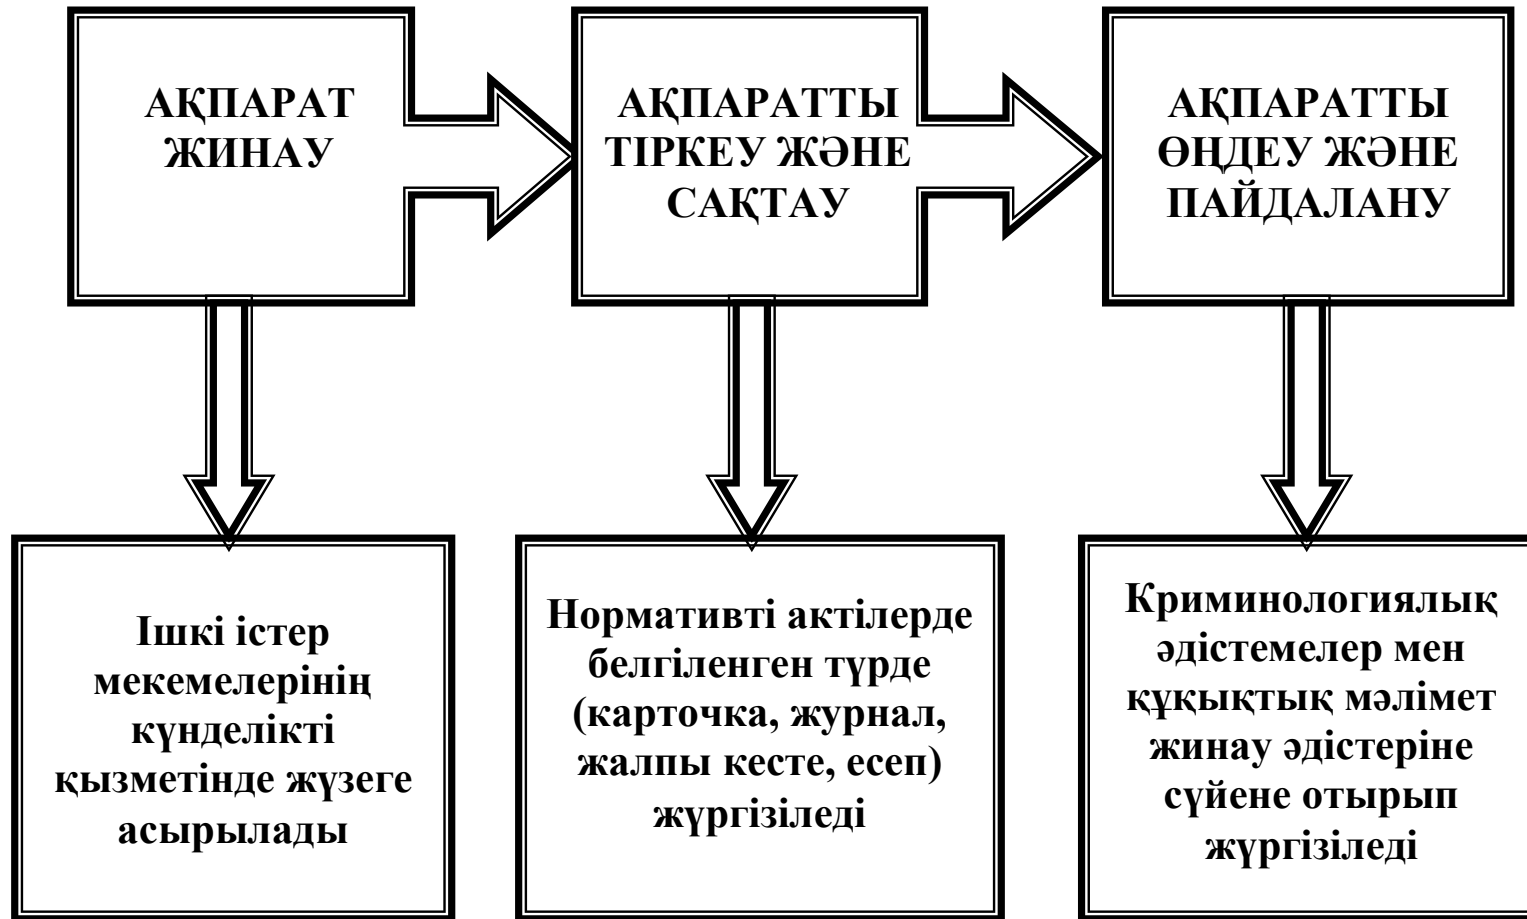 АҚПАРАТ
ЖИНАУ
АҚПАРАТТЫ
ТІРКЕУ ЖӘНЕ
САҚТАУ
АҚПАРАТТЫ
ӨҢДЕУ ЖӘНЕ
ПАЙДАЛАНУ
Ішкі істер
мекемелерінің
күнделікті
қызметінде жүзеге
асырылады
Нормативті актілерде
белгіленген түрде
(карточка, журнал,
жалпы кесте, есеп)
жүргізіледі
Криминологиялық
әдістемелер мен
құқықтық мәлімет
жинау әдістеріне
сүйене отырып
жүргізіледі